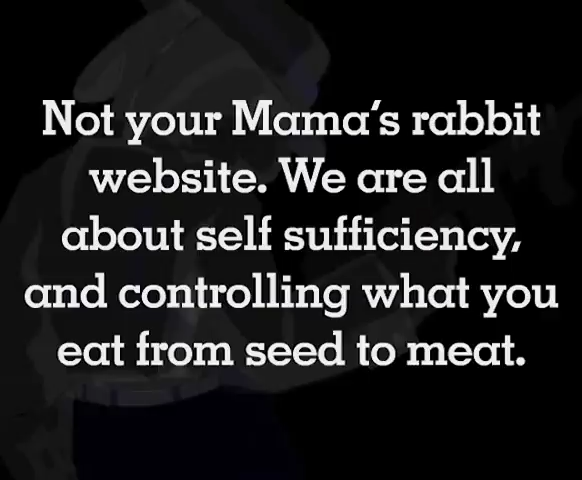 Not your Mama's rabbit
website. We are all
about self sufficiency,
and controlling what you
eat from seed to meat.